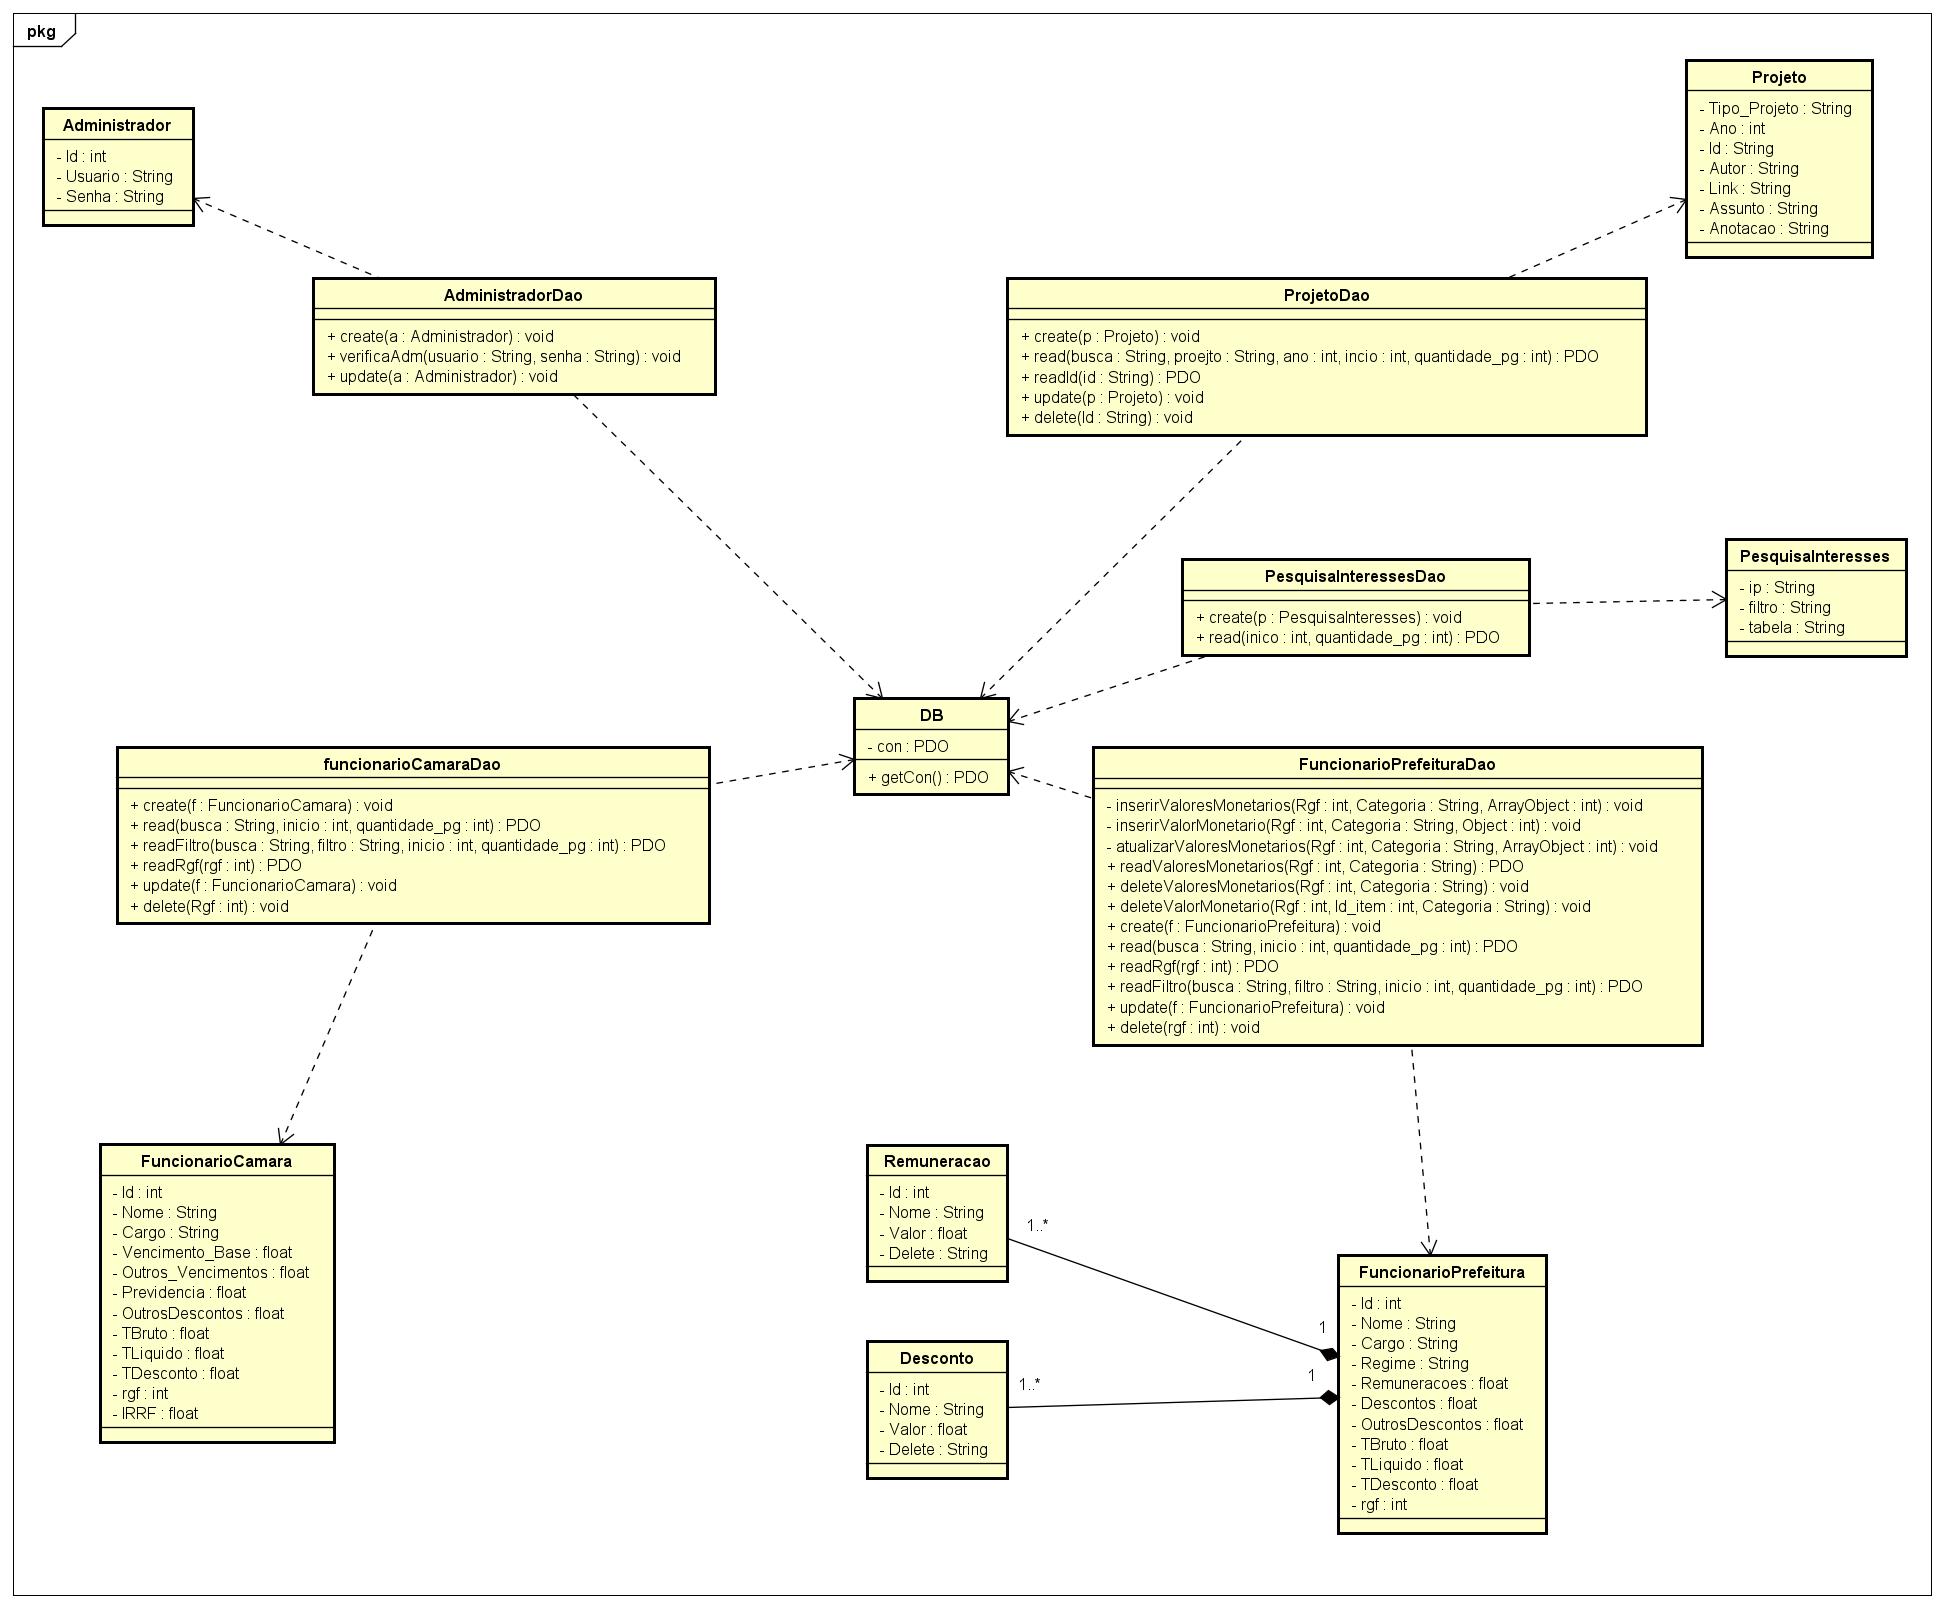 pkg
Administrador
- Id : int
- Usuario : String
- Senha : String
Projeto
- Tipo_Projeto : String
- Ano : int
- Id : String
- Autor : String
- Link : String
- Assunto : String
- Anotacao : String
AdministradorDao
+ create(a : Administrador) : void
+ verificaAdm(usuario : String, senha : String) : void
+ update(a : Administrador) : void
ProjetoDao
+ create(p : Projeto) : void
+ read(busca : String, proejto : String, ano : int, incio : int, quantidade_pg : int) : PDO
+ readId(id : String) : PDO
+ update(p : Projeto) : void
+ delete(Id : String) : void
PesquisaInteressesDao
+ create(p : PesquisaInteresses) : void
+ read(inico : int, quantidade_pg : int) : PDO
PesquisaInteresses
- ip : String
- filtro : String
- tabela : String
DB
- con : PDO
+ getCon() : PDO
funcionarioCamaraDao
+ create(f : FuncionarioCamara) : void
+ read(busca : String, inicio : int, quantidade_pg : int) : PDO
+ readFiltro(busca : String, filtro : String, inicio : int, quantidade_pg : int) : PDO
+ readRgf(rgf : int) : PDO
+ update(f : FuncionarioCamara) : void
+ delete(Rgf : int) : void
FuncionarioPrefeituraDao
- inserirValoresMonetarios(Rgf : int, Categoria : String, ArrayObject : int) : void
- inserirValorMonetario(Rgf : int, Categoria : String, Object : int) : void
- atualizarValoresMonetarios(Rgf : int, Categoria : String, ArrayObject : int) : void
+ readValoresMonetarios(Rgf : int, Categoria : String) : PDO
+ deleteValoresMonetarios(Rgf : int, Categoria : String) : void
+ deleteValorMonetario(Rgf : int, Id_item : int, Categoria : String) : void
+ create(f : FuncionarioPrefeitura) : void
+ read(busca : String, inicio : int, quantidade_pg : int) : PDO
+ readRgf(rgf : int) : PDO
+ readFiltro(busca : String, filtro : String, inicio : int, quantidade_pg : int) : PDO
+ update(f : FuncionarioPrefeitura) : void
+ delete(rgf : int) : void
FuncionarioCamara
- Id : int
- Nome : String
- Cargo : String
- Vencimento_Base : float
- Outros_Vencimentos : float
- Previdencia : float
- OutrosDescontos : float
- TBruto : float
- TLiquido : float
- TDesconto : float
- rgf : int
- IRRF : float
Remuneracao
- Id : int
- Nome : String
- Valor : float
- Delete : String
1..*
1
Desconto
- Id : int
- Nome : String
- Valor : float
- Delete : String
1..*
1
FuncionarioPrefeitura
- Id : int
- Nome : String
- Cargo : String
- Regime : String
- Remuneracoes : float
- Descontos : float
- OutrosDescontos : float
- TBruto : float
- TLiquido : float
- TDesconto : float
- rgf : int